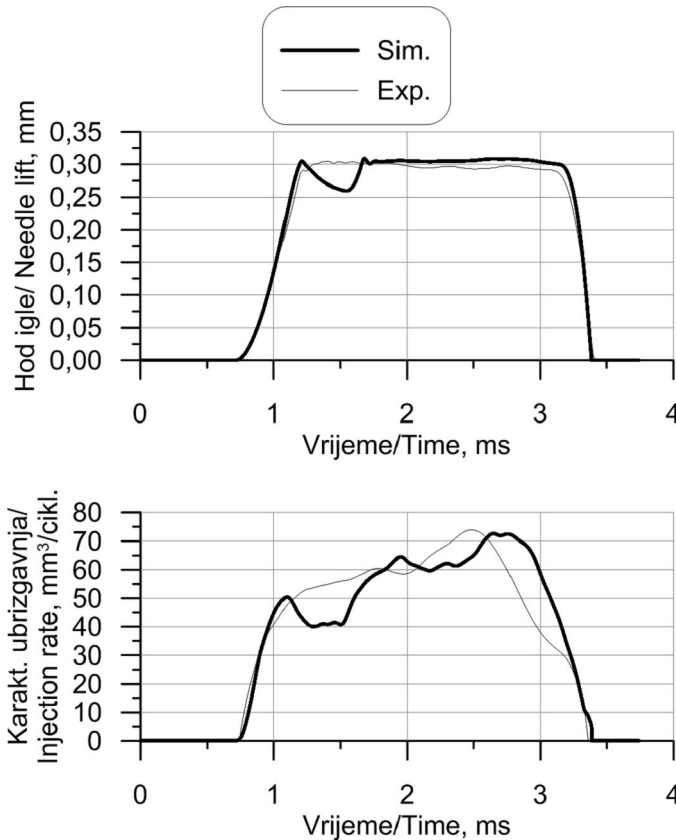 Sim.
Exp.
Hod igle/ Needle lift, mm
0,35
0,30
0,25
0,20
0,15
0,10
0,05
0,00
0 1 2 3 4
Vrijeme/Time, ms
Karakt. ubrizgavnja/
Injection rate, mm³/cikl.
80
70
60
50
40
30
20
10
0
0 1 2 3 4
Vrijeme/Time, ms